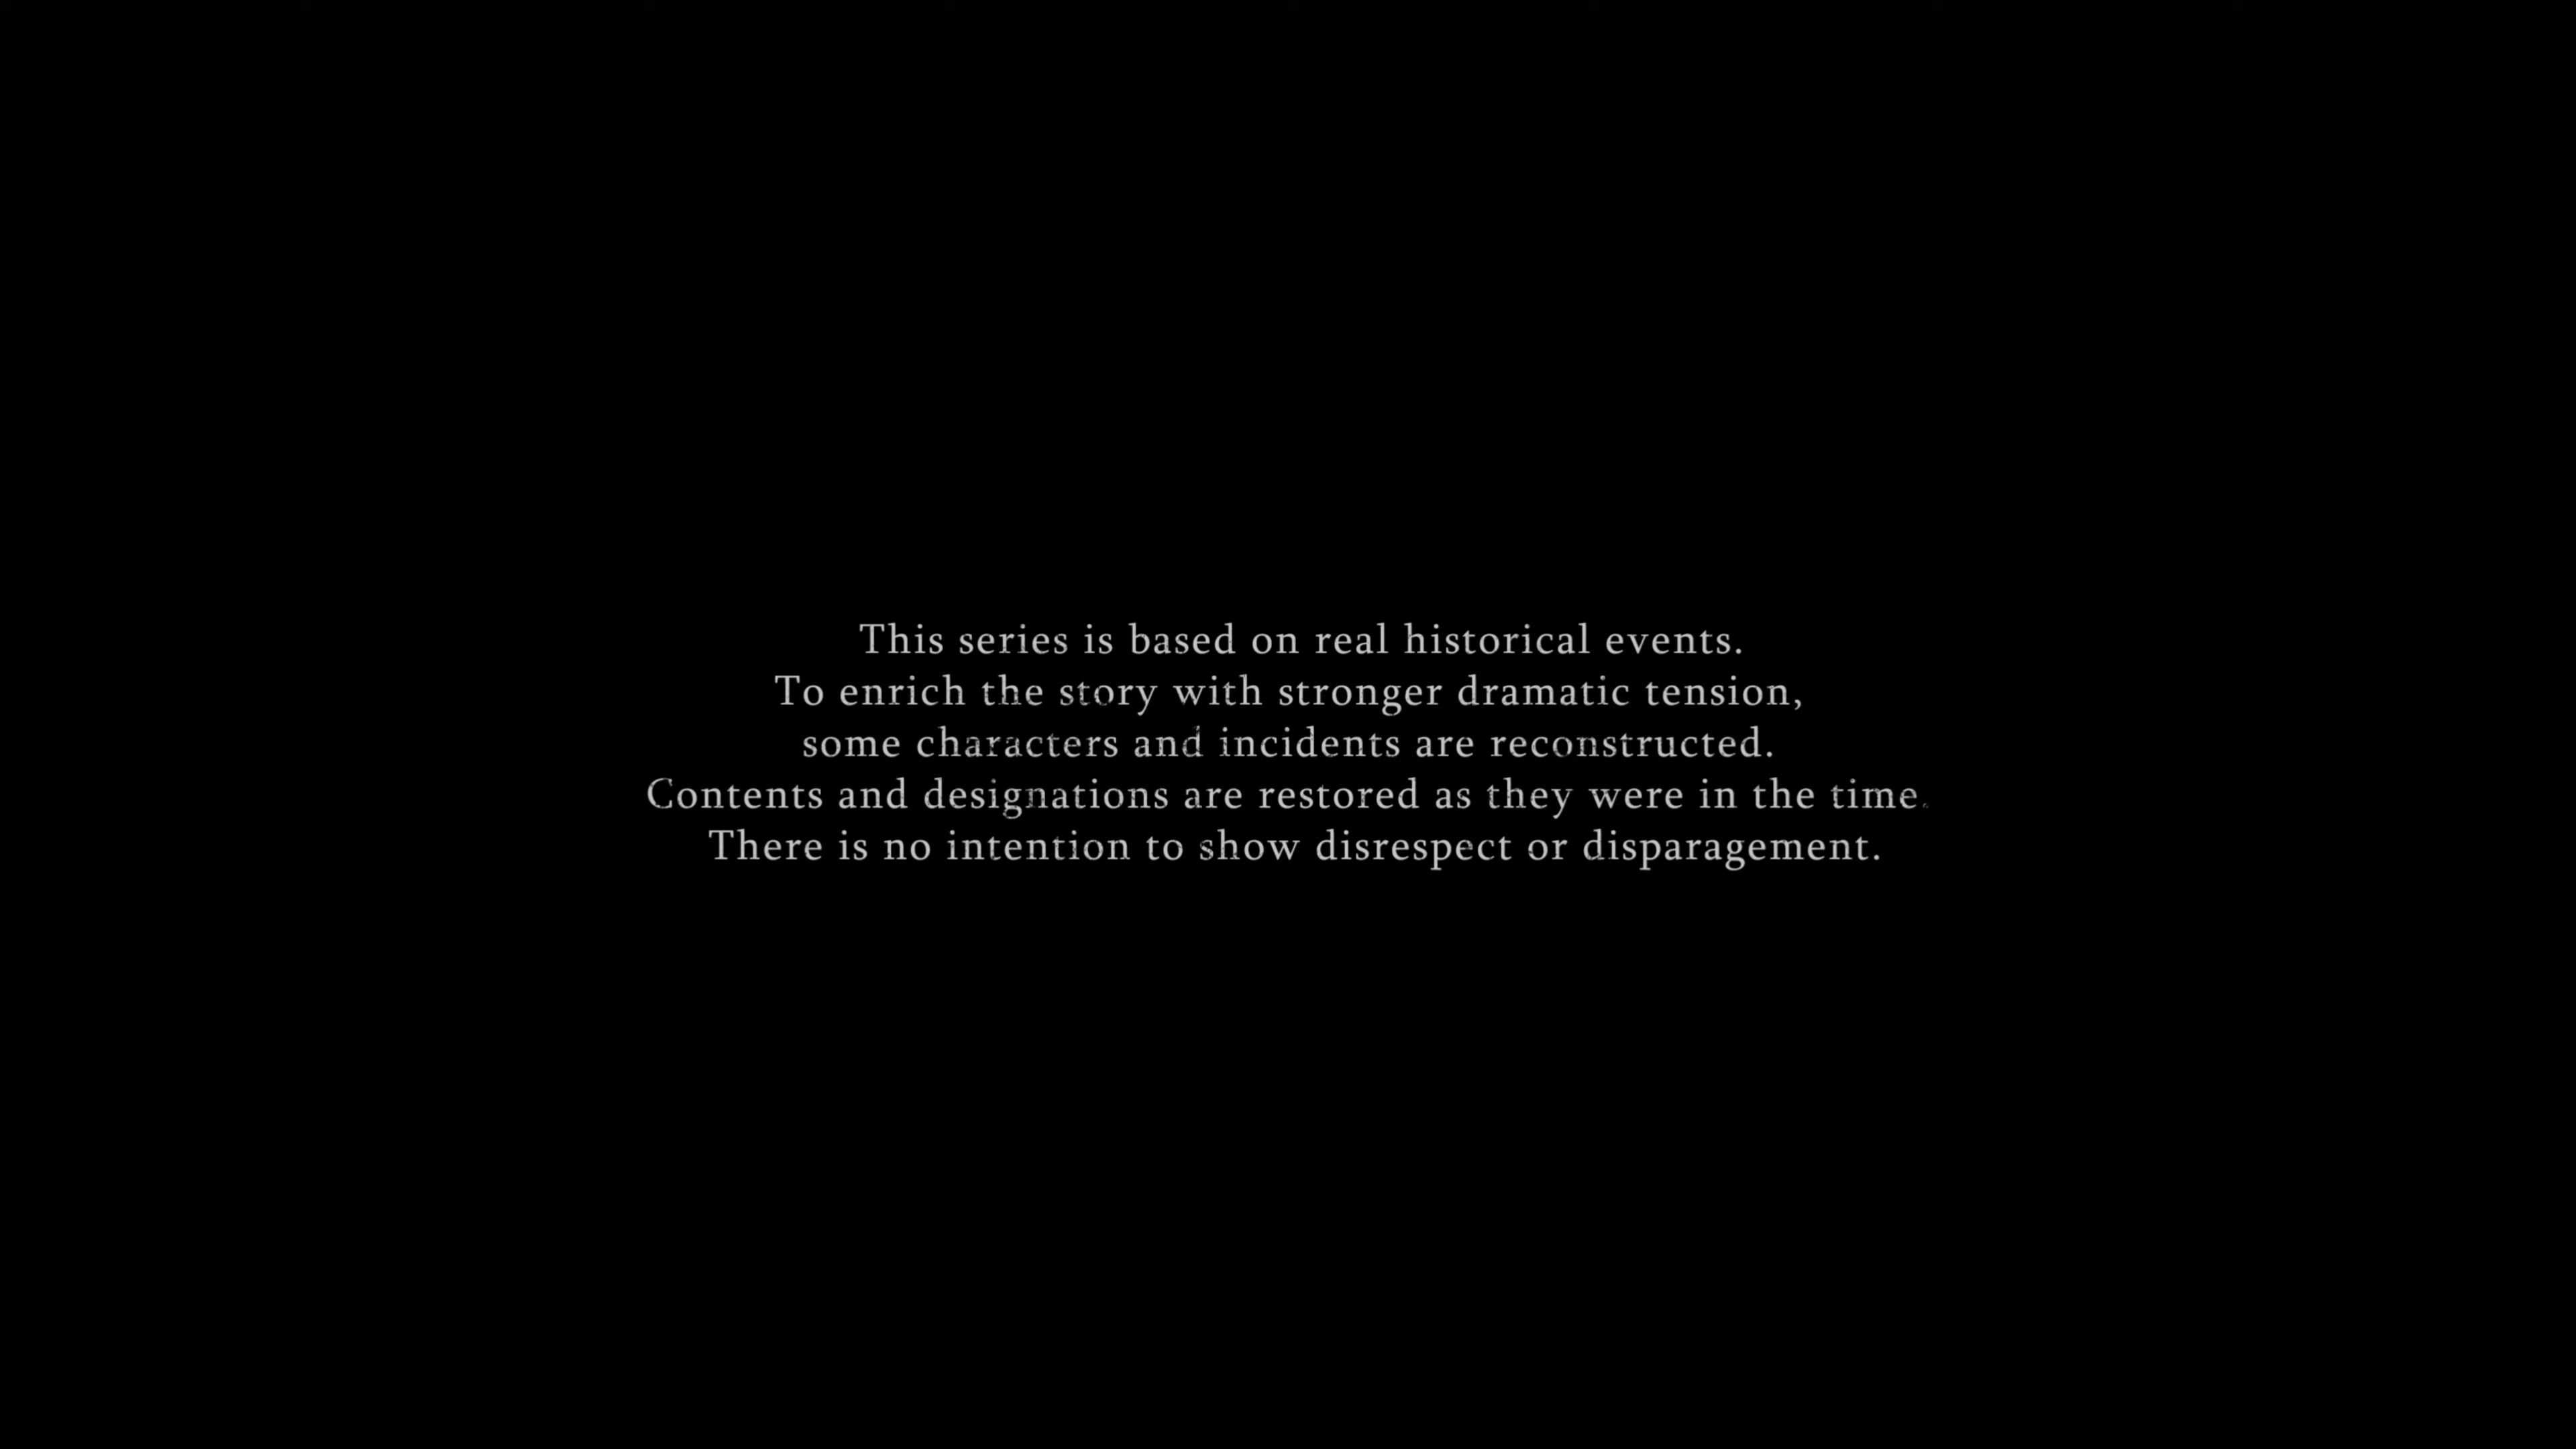 This series is based on real historical events.
To enrich the story with stronger dramatic tension,
some characters and incidents are reconstructed.
Contents and designations are restored as they were in the time.
There is no intention to show disrespect or disparagement.